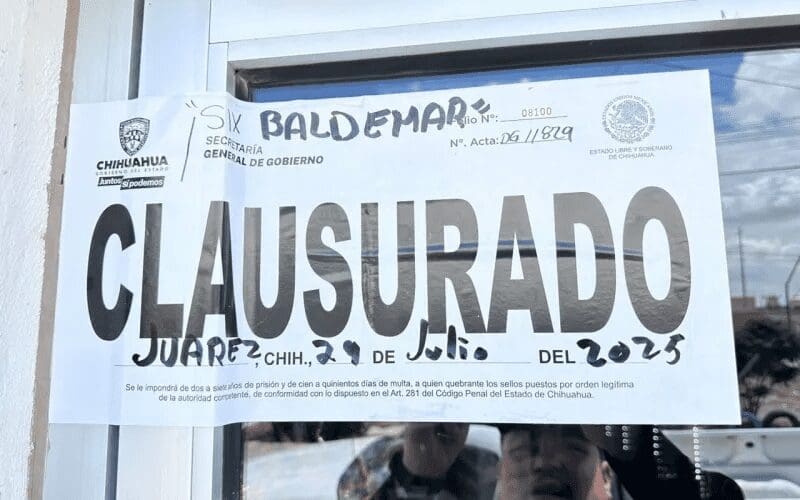 "SIX BALDEMAR"
Folio Nº: 08100
N°. Acta: DG 11829
SECRETARÍA
GENERAL DE GOBIERNO
CHIHUAHUA
GOBIERNO DEL ESTADO
Juntos sí podemos
ESTADO LIBRE Y SOBERANO
DE CHIHUAHUA
CLAUSURADO
JUAREZ, CHIH., 29 DE Julio DEL 2025
Se le impondrá de dos a siete años de prisión y de cien a quinientos días de multa, a quien quebrante los sellos puestos por orden legítima
de la autoridad competente, de conformidad con lo dispuesto en el Art. 281 del Código Penal del Estado de Chihuahua.